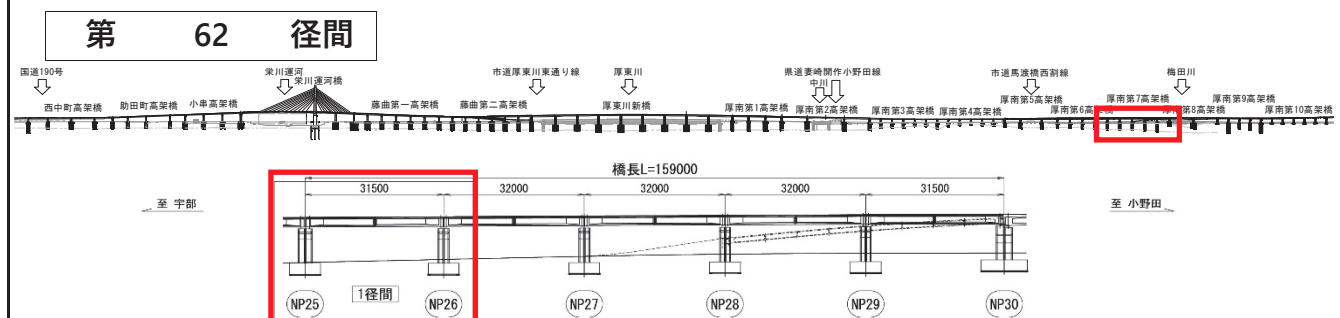 第 62 径間
国道190号
栄川運河
市道厚東川東通り線
厚東川
県道妻崎開作小野田線
中川
市道馬渡橋西割線
梅田川
西中町高架橋
助田町高架橋
小串高架橋
栄川運河橋
藤曲第一高架橋
藤曲第二高架橋
厚東川新橋
厚南第1高架橋
厚南第2高架橋
厚南第3高架橋
厚南第4高架橋
厚南第5高架橋
厚南第6高架橋
厚南第7高架橋
厚南第8高架橋
厚南第9高架橋
厚南第10高架橋
橋長L=159000
31500 32000 32000 32000 31500
至 宇部
至 小野田
1径間
NP25 NP26 NP27 NP28 NP29 NP30